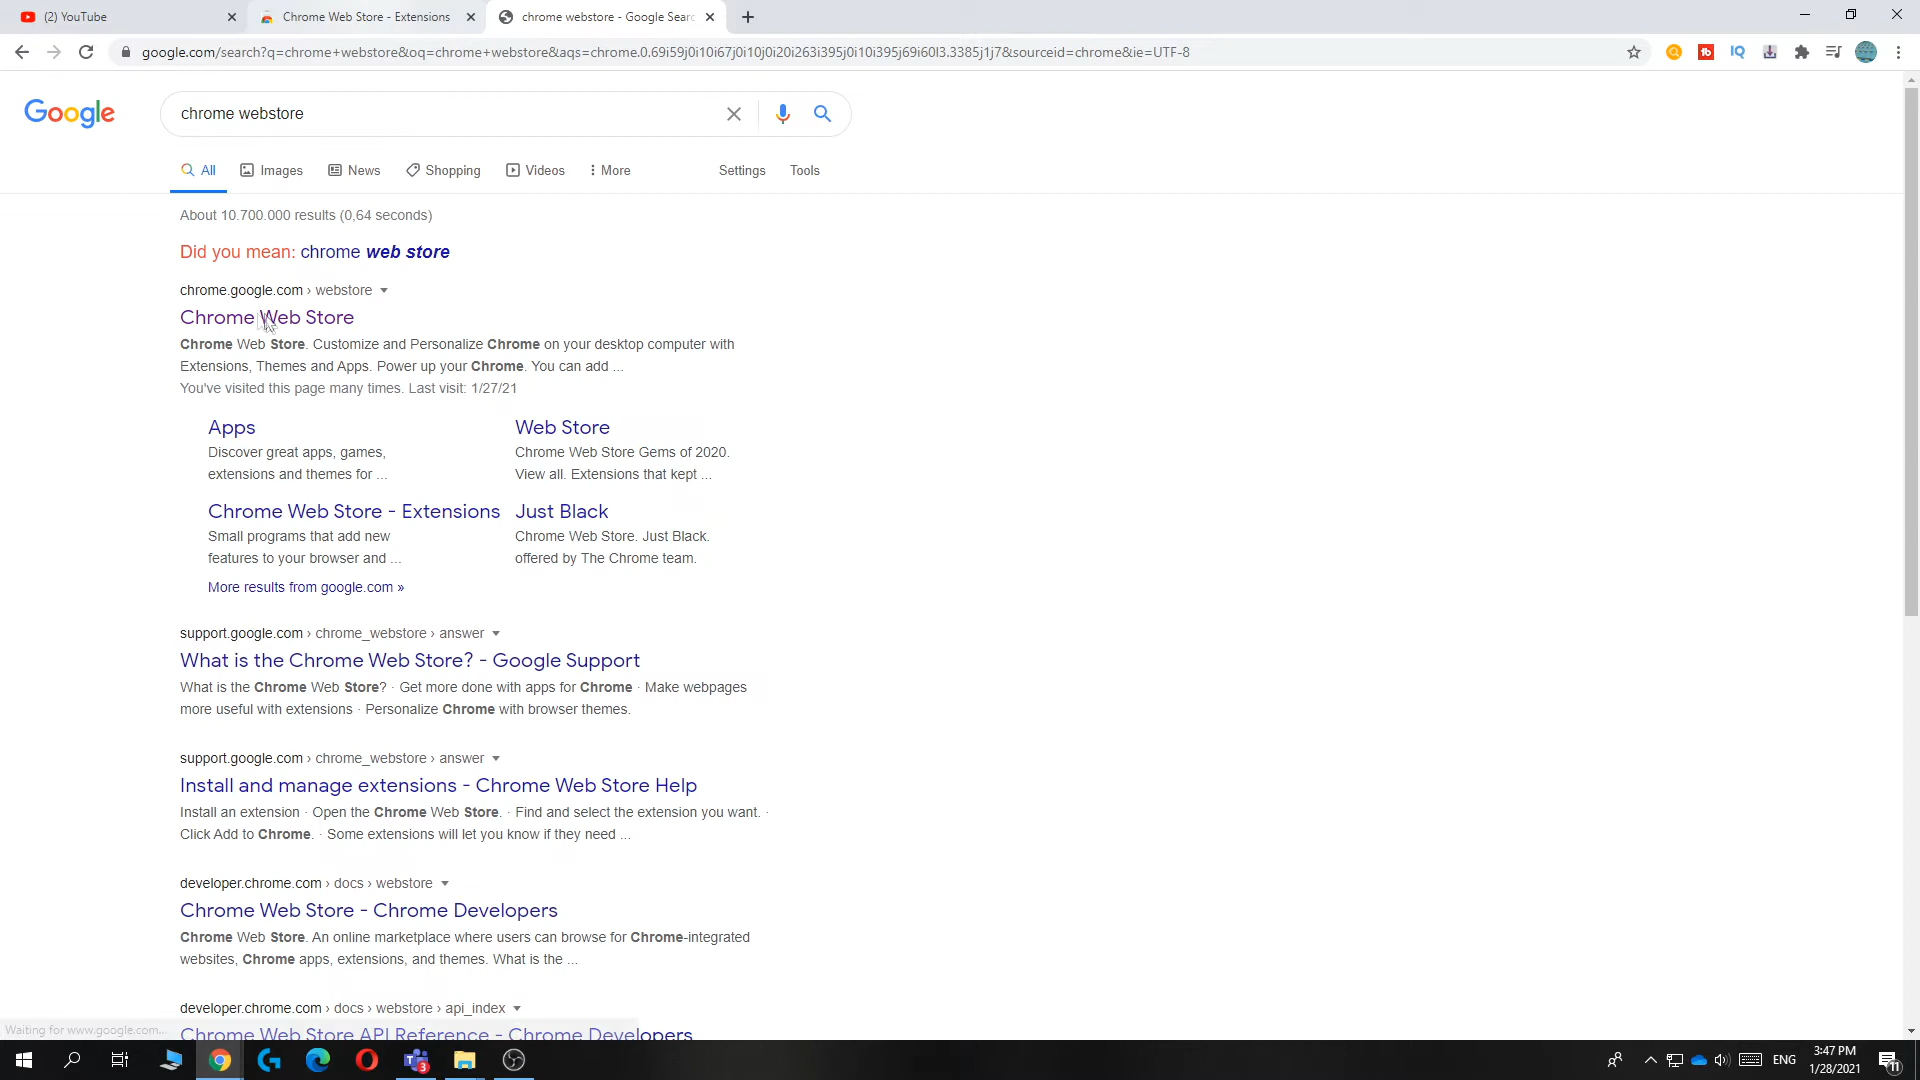 (2) YouTube
Chrome Web Store - Extensions
chrome webstore - Google Sear
google.com/search?q=chrome+webstore&oq=chrome+webstore&aqs=chrome.0.69i59j0i10i67j0i10j0i20i263i395j0i10i395j69i60l3.3385j1j7&sourceid=chrome&ie=UTF-8
Google
chrome webstore
All
Images
News
Shopping
Videos
More
Settings
Tools
About 10.700.000 results (0,64 seconds)
Did you mean: chrome web store
chrome.google.com › webstore
Chrome Web Store
Chrome Web Store. Customize and Personalize Chrome on your desktop computer with
Extensions, Themes and Apps. Power up your Chrome. You can add ...
You've visited this page many times. Last visit: 1/27/21
Apps
Discover great apps, games,
extensions and themes for ...
Web Store
Chrome Web Store Gems of 2020.
View all. Extensions that kept ...
Chrome Web Store - Extensions
Small programs that add new
features to your browser and ...
Just Black
Chrome Web Store. Just Black.
offered by The Chrome team.
More results from google.com »
support.google.com › chrome_webstore › answer
What is the Chrome Web Store? - Google Support
What is the Chrome Web Store? · Get more done with apps for Chrome · Make webpages
more useful with extensions · Personalize Chrome with browser themes.
support.google.com › chrome_webstore › answer
Install and manage extensions - Chrome Web Store Help
Install an extension · Open the Chrome Web Store. · Find and select the extension you want. ·
Click Add to Chrome. · Some extensions will let you know if they need ...
developer.chrome.com › docs › webstore
Chrome Web Store - Chrome Developers
Chrome Web Store. An online marketplace where users can browse for Chrome-integrated
websites, Chrome apps, extensions, and themes. What is the ...
developer.chrome.com › docs › webstore › api_index
Chrome Web Store API Reference - Chrome Developers
Waiting for www.google.com...
ENG
3:47 PM
1/28/2021
3
11
tb
IQ